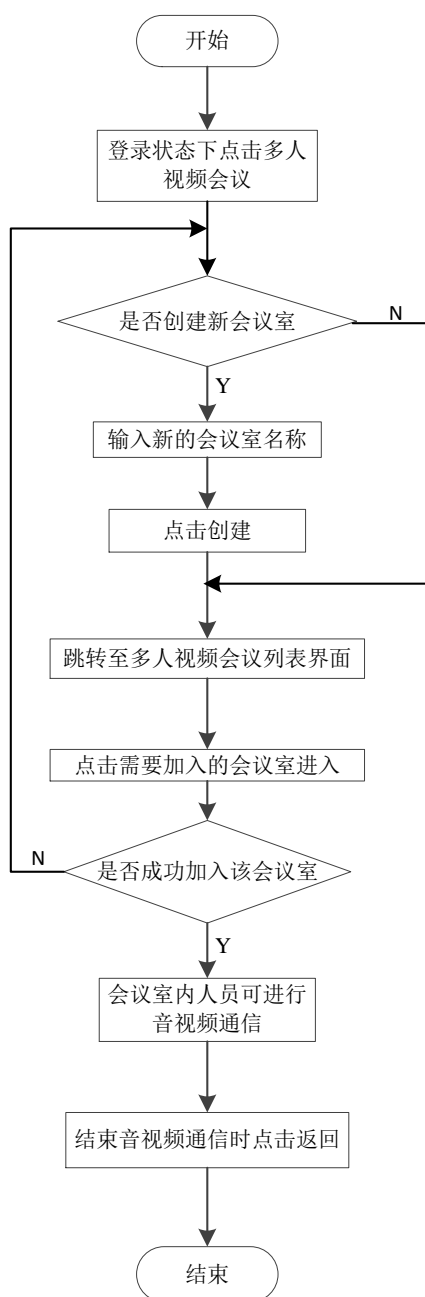 开始
登录状态下点击多人
视频会议
是否创建新会议室
N
Y
输入新的会议室名称
点击创建
跳转至多人视频会议列表界面
点击需要加入的会议室进入
N
是否成功加入该会议室
Y
会议室内人员可进行
音视频通信
结束音视频通信时点击返回
结束